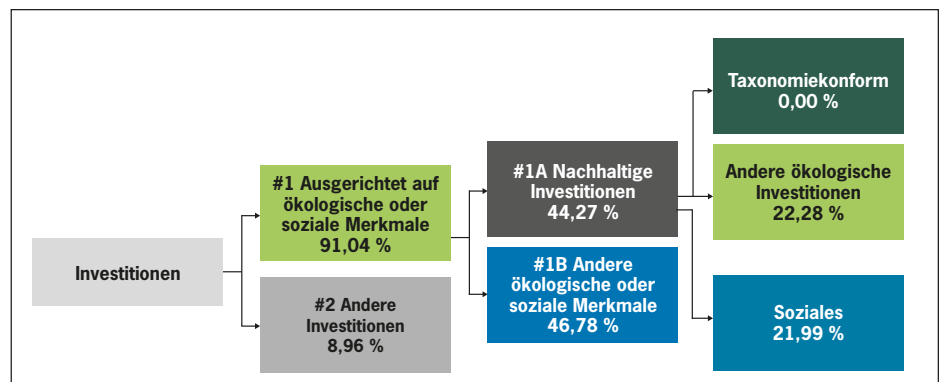 Investitionen
#1 Ausgerichtet auf
ökologische oder
soziale Merkmale
91,04 %
#2 Andere
Investitionen
8,96 %
#1A Nachhaltige
Investitionen
44,27 %
#1B Andere
ökologische oder
soziale Merkmale
46,78 %
Taxonomiekonform
0,00 %
Andere ökologische
Investitionen
22,28 %
Soziales
21,99 %